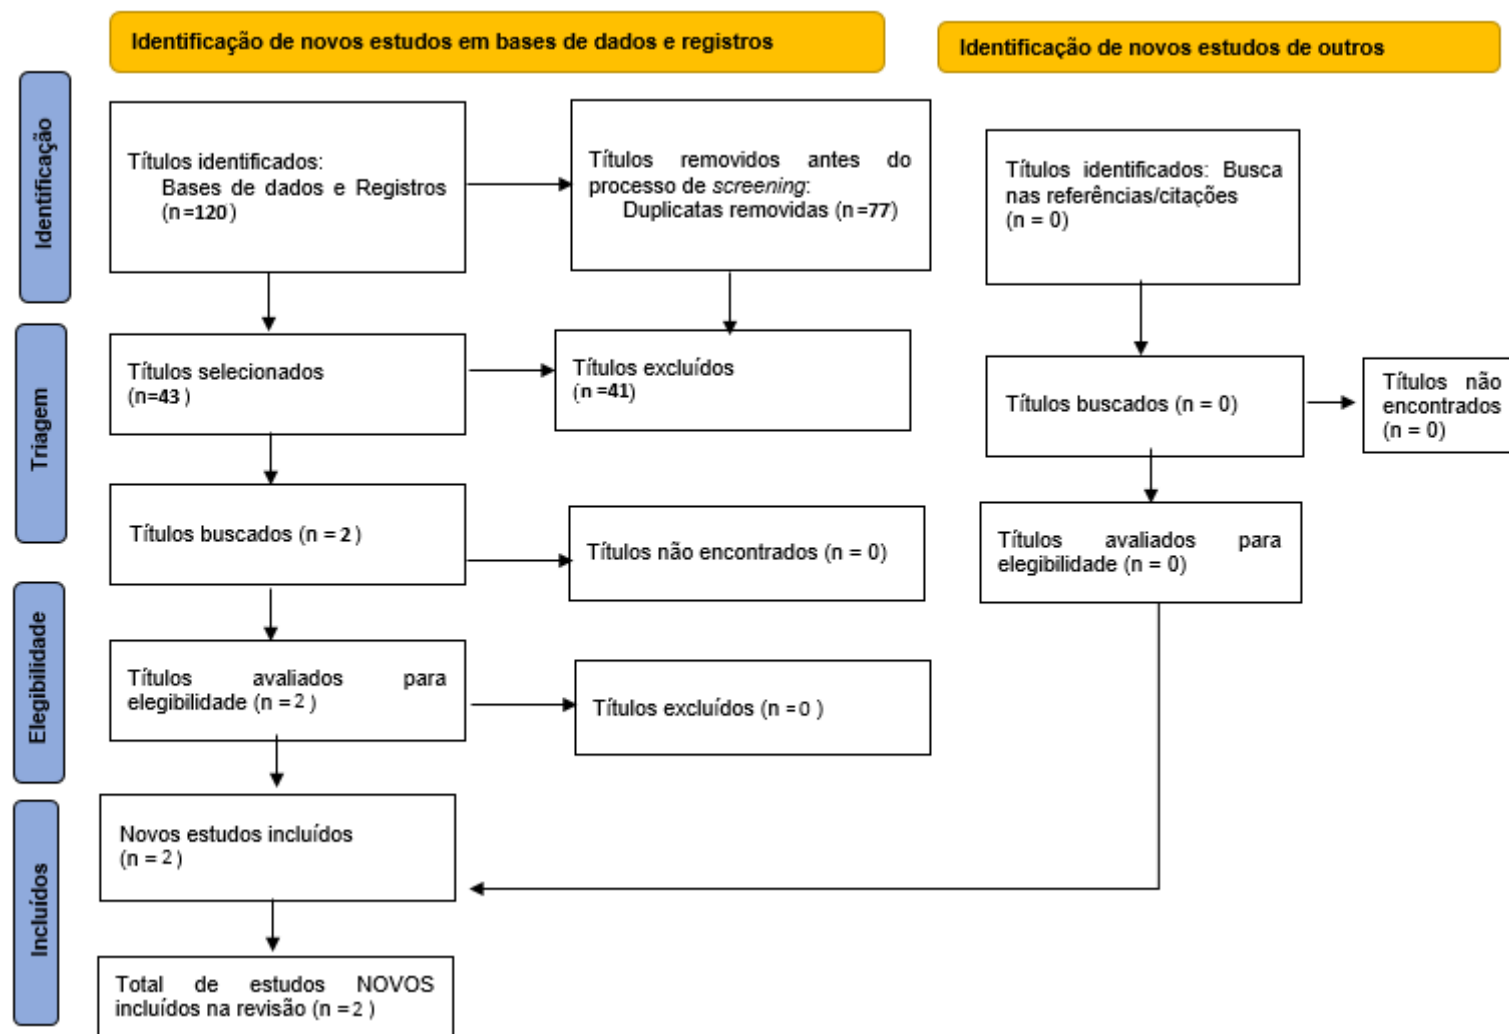 Identificação de novos estudos em bases de dados e registros
Identificação de novos estudos de outros
Identificação
Títulos identificados:
Bases de dados e Registros
(n=120)
Títulos removidos antes do
processo de screening:
Duplicatas removidas (n=77)
Títulos identificados: Busca
nas referências/citações
(n = 0)
Triagem
Títulos selecionados
(n=43)
Títulos excluídos
(n=41)
Títulos buscados (n = 0)
Títulos não
encontrados
(n = 0)
Títulos buscados (n = 2)
Títulos não encontrados (n = 0)
Títulos avaliados para
elegibilidade (n = 0)
Elegibilidade
Títulos avaliados para
elegibilidade (n = 2)
Títulos excluídos (n =0 )
Incluídos
Novos estudos incluídos
(n = 2)
Total de estudos NOVOS
incluídos na revisão (n = 2)